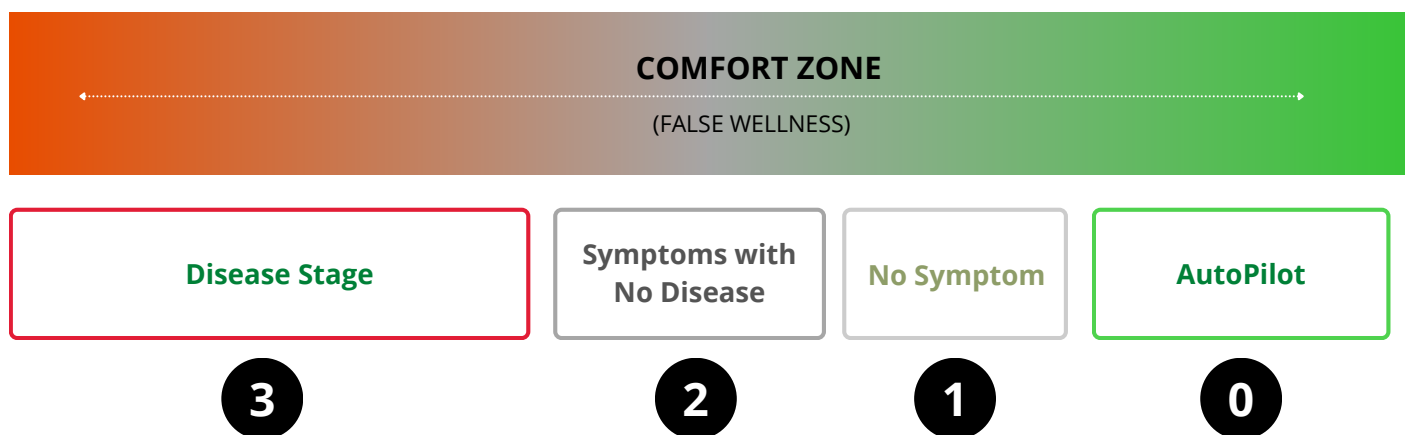 COMFORT ZONE
(FALSE WELLNESS)
Disease Stage
Symptoms with
No Disease
No Symptom
AutoPilot
3
2
1
0